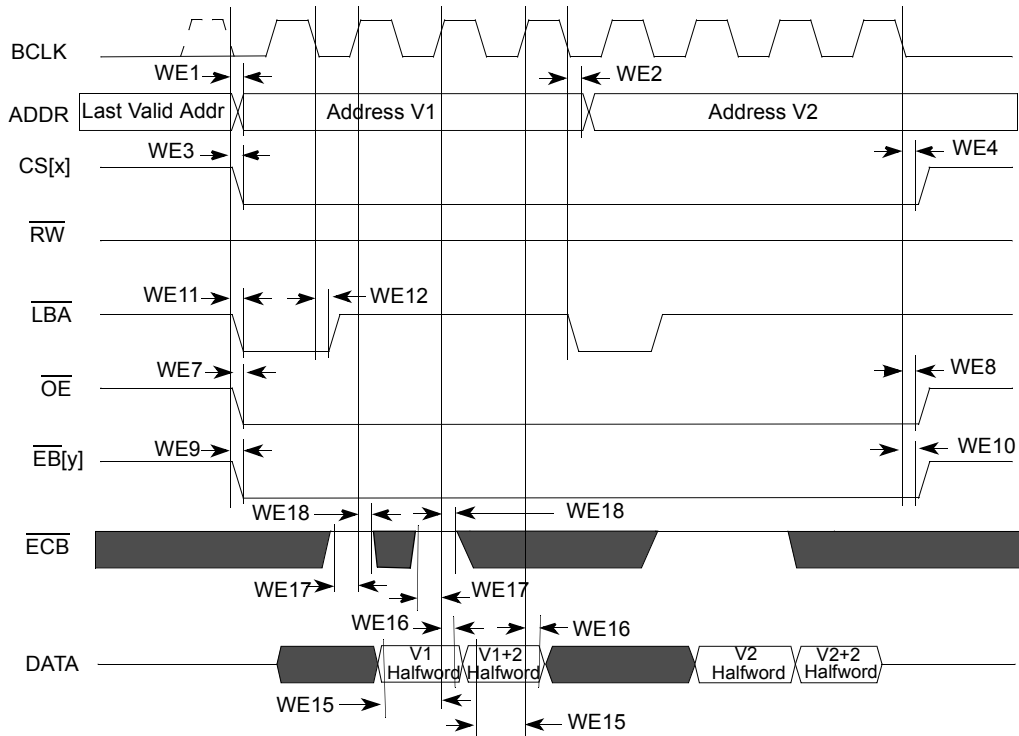 BCLK
WE1
WE2
ADDR
Last Valid Addr
Address V1
Address V2
WE3
WE4
CS[x]
RW
WE11
WE12
LBA
WE7
WE8
OE
WE9
WE10
EB[y]
WE18
WE18
ECB
WE17
WE17
WE16
WE16
DATA
V1
Halfword
V1+2
Halfword
V2
Halfword
V2+2
Halfword
WE15
WE15